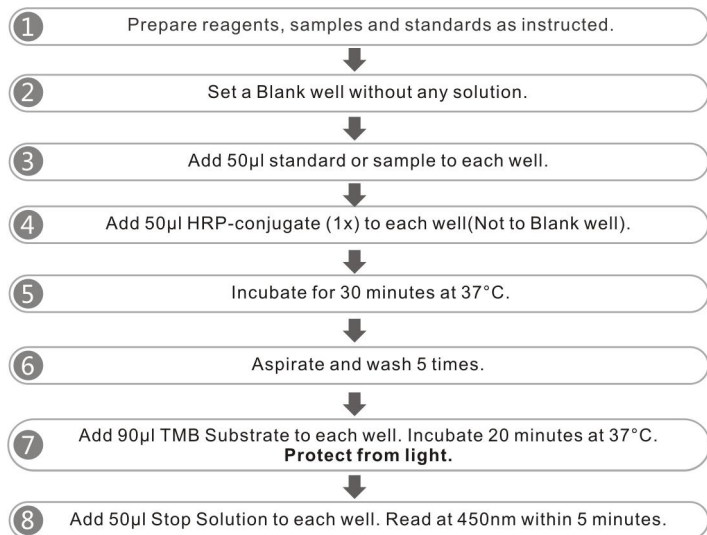 1 Prepare reagents, samples and standards as instructed.
2 Set a Blank well without any solution.
3 Add 50μl standard or sample to each well.
4 Add 50μl HRP-conjugate (1x) to each well(Not to Blank well).
5 Incubate for 30 minutes at 37°C.
6 Aspirate and wash 5 times.
7 Add 90μl TMB Substrate to each well. Incubate 20 minutes at 37°C.
Protect from light.
8 Add 50μl Stop Solution to each well. Read at 450nm within 5 minutes.